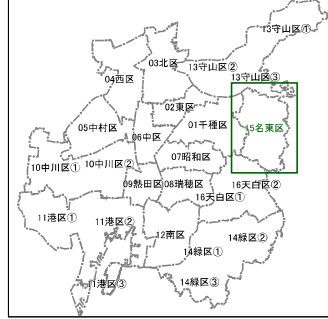 13守山区①
03北区
13守山区②
04西区
13守山区③
02東区
05中村区
01千種区
15名東区
06中区
07昭和区
10中川区①
10中川区②
09熱田区
08瑞穂区
16天白区②
16天白区①
11港区①
11港区②
12南区
14緑区②
14緑区①
11港区③
14緑区③